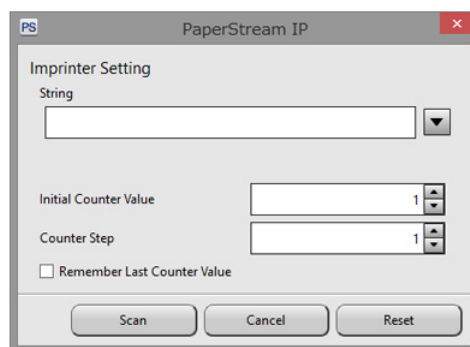 PS PaperStream IP
Imprinter Setting
String
Initial Counter Value 1
Counter Step 1
Remember Last Counter Value
Scan Cancel Reset